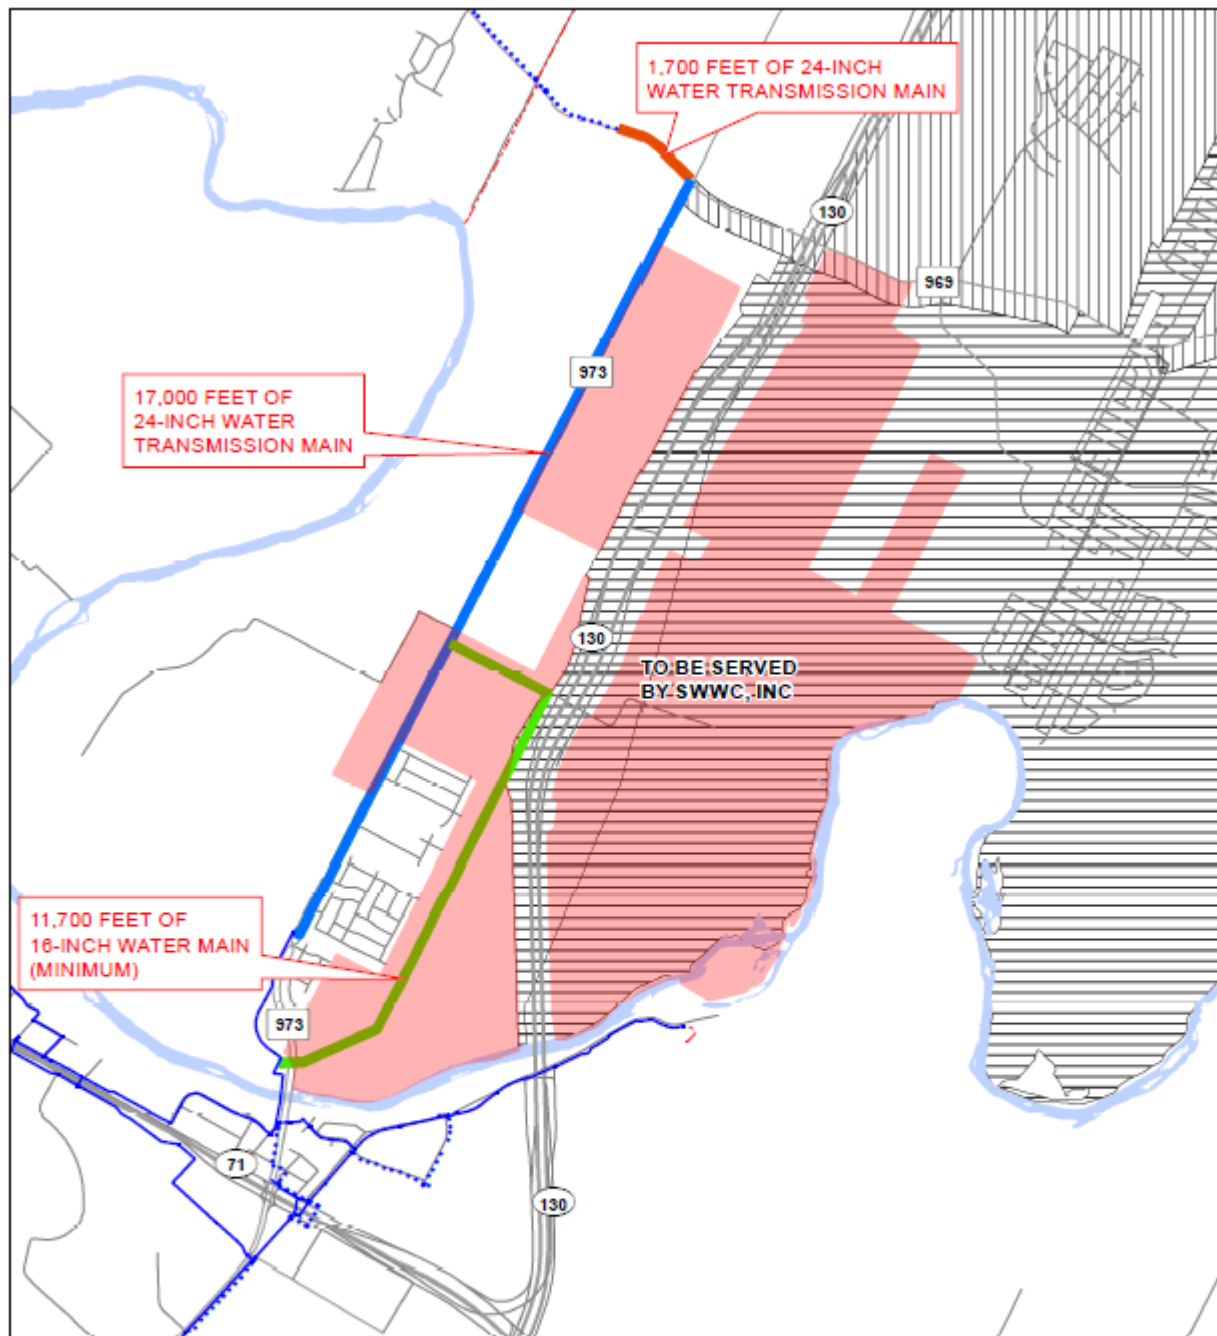 1,700 FEET OF 24-INCH
WATER TRANSMISSION MAIN
130
969
973
17,000 FEET OF
24-INCH WATER
TRANSMISSION MAIN
130
TO BE SERVED
BY SWWC, INC
11,700 FEET OF
16-INCH WATER MAIN
(MINIMUM)
973
71
130